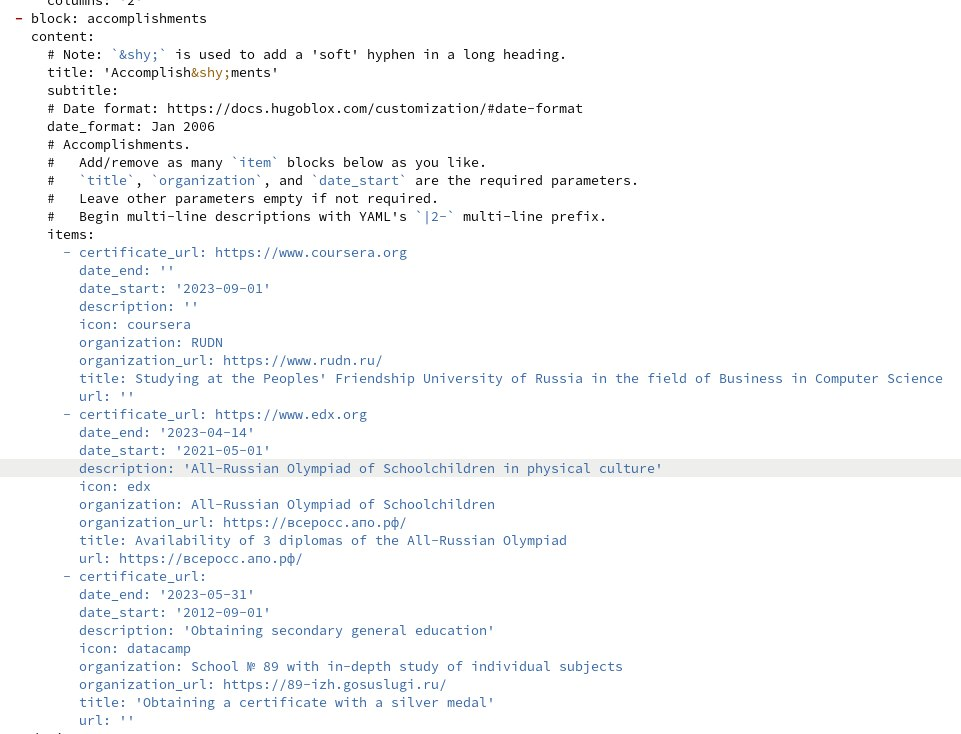 columns: '2'
- block: accomplishments
content:
# Note: `&shy;` is used to add a 'soft' hyphen in a long heading.
title: 'Accomplish&shy;ments'
subtitle:
# Date format: https://docs.hugoblox.com/customization/#date-format
date_format: Jan 2006
# Accomplishments.
#   Add/remove as many `item` blocks below as you like.
#   `title`, `organization`, and `date_start` are the required parameters.
#   Leave other parameters empty if not required.
#   Begin multi-line descriptions with YAML's `|2-` multi-line prefix.
items:
- certificate_url: https://www.coursera.org
date_end: ''
date_start: '2023-09-01'
description: ''
icon: coursera
organization: RUDN
organization_url: https://www.rudn.ru/
title: Studying at the Peoples' Friendship University of Russia in the field of Business in Computer Science
url: ''
- certificate_url: https://www.edx.org
date_end: '2023-04-14'
date_start: '2021-05-01'
description: 'All-Russian Olympiad of Schoolchildren in physical culture'
icon: edx
organization: All-Russian Olympiad of Schoolchildren
organization_url: https://всеросс.апо.рф/
title: Availability of 3 diplomas of the All-Russian Olympiad
url: https://всеросс.апо.рф/
- certificate_url:
date_end: '2023-05-31'
date_start: '2012-09-01'
description: 'Obtaining secondary general education'
icon: datacamp
organization: School № 89 with in-depth study of individual subjects
organization_url: https://89-izh.gosuslugi.ru/
title: 'Obtaining a certificate with a silver medal'
url: ''